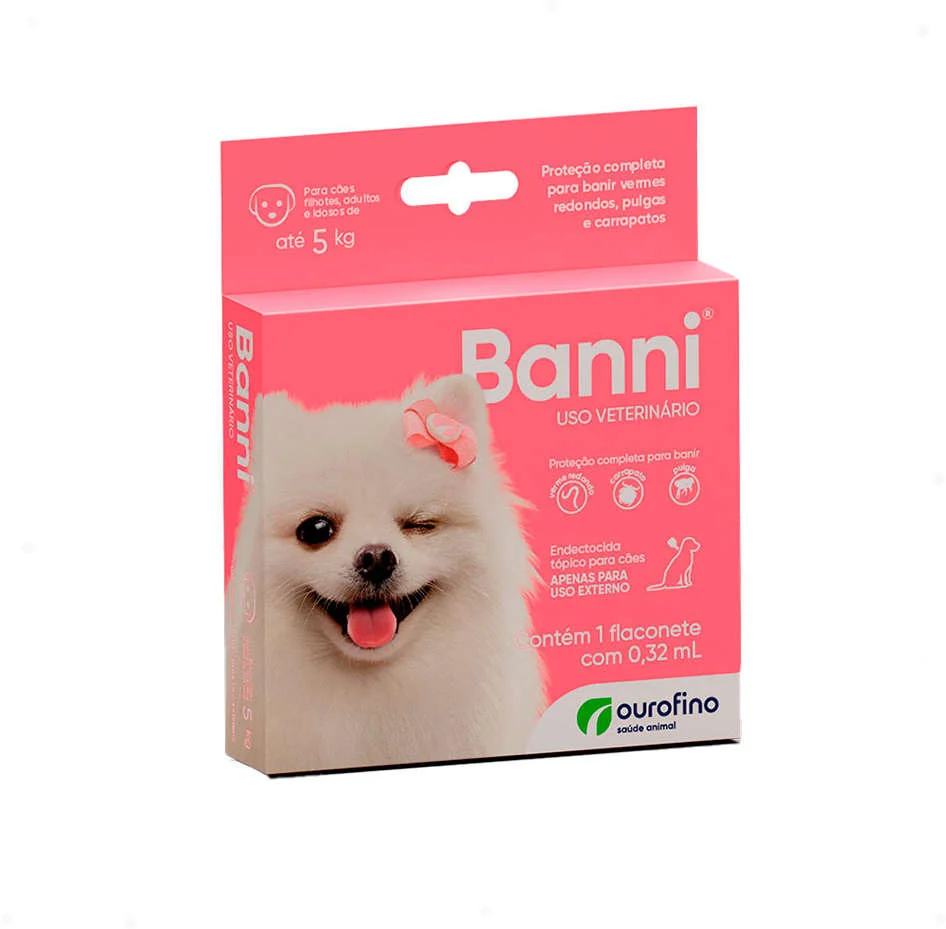 Para cães
filhotes, adultos
e idosos de
até 5 kg
Proteção completa
para banir vermes
redondos, pulgas
e carrapatos
Banni®
USO VETERINÁRIO
Proteção completa para banir
verme redondo
carrapato
pulga
Endectocida
tópico para cães
APENAS PARA
USO EXTERNO
Contém 1 flaconete
com 0,32 mL
ourofino
saúde animal
Banni
USO VETERINÁRIO
5 kg